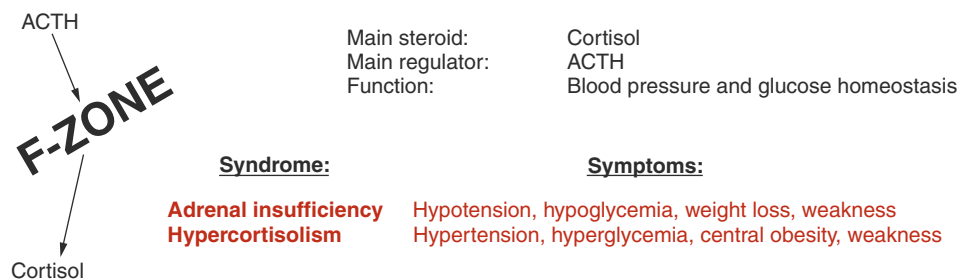 ACTH
F-ZONE
Cortisol
Main steroid: Cortisol
Main regulator: ACTH
Function: Blood pressure and glucose homeostasis
Syndrome: Symptoms:
Adrenal insufficiency Hypotension, hypoglycemia, weight loss, weakness
Hypercortisolism Hypertension, hyperglycemia, central obesity, weakness